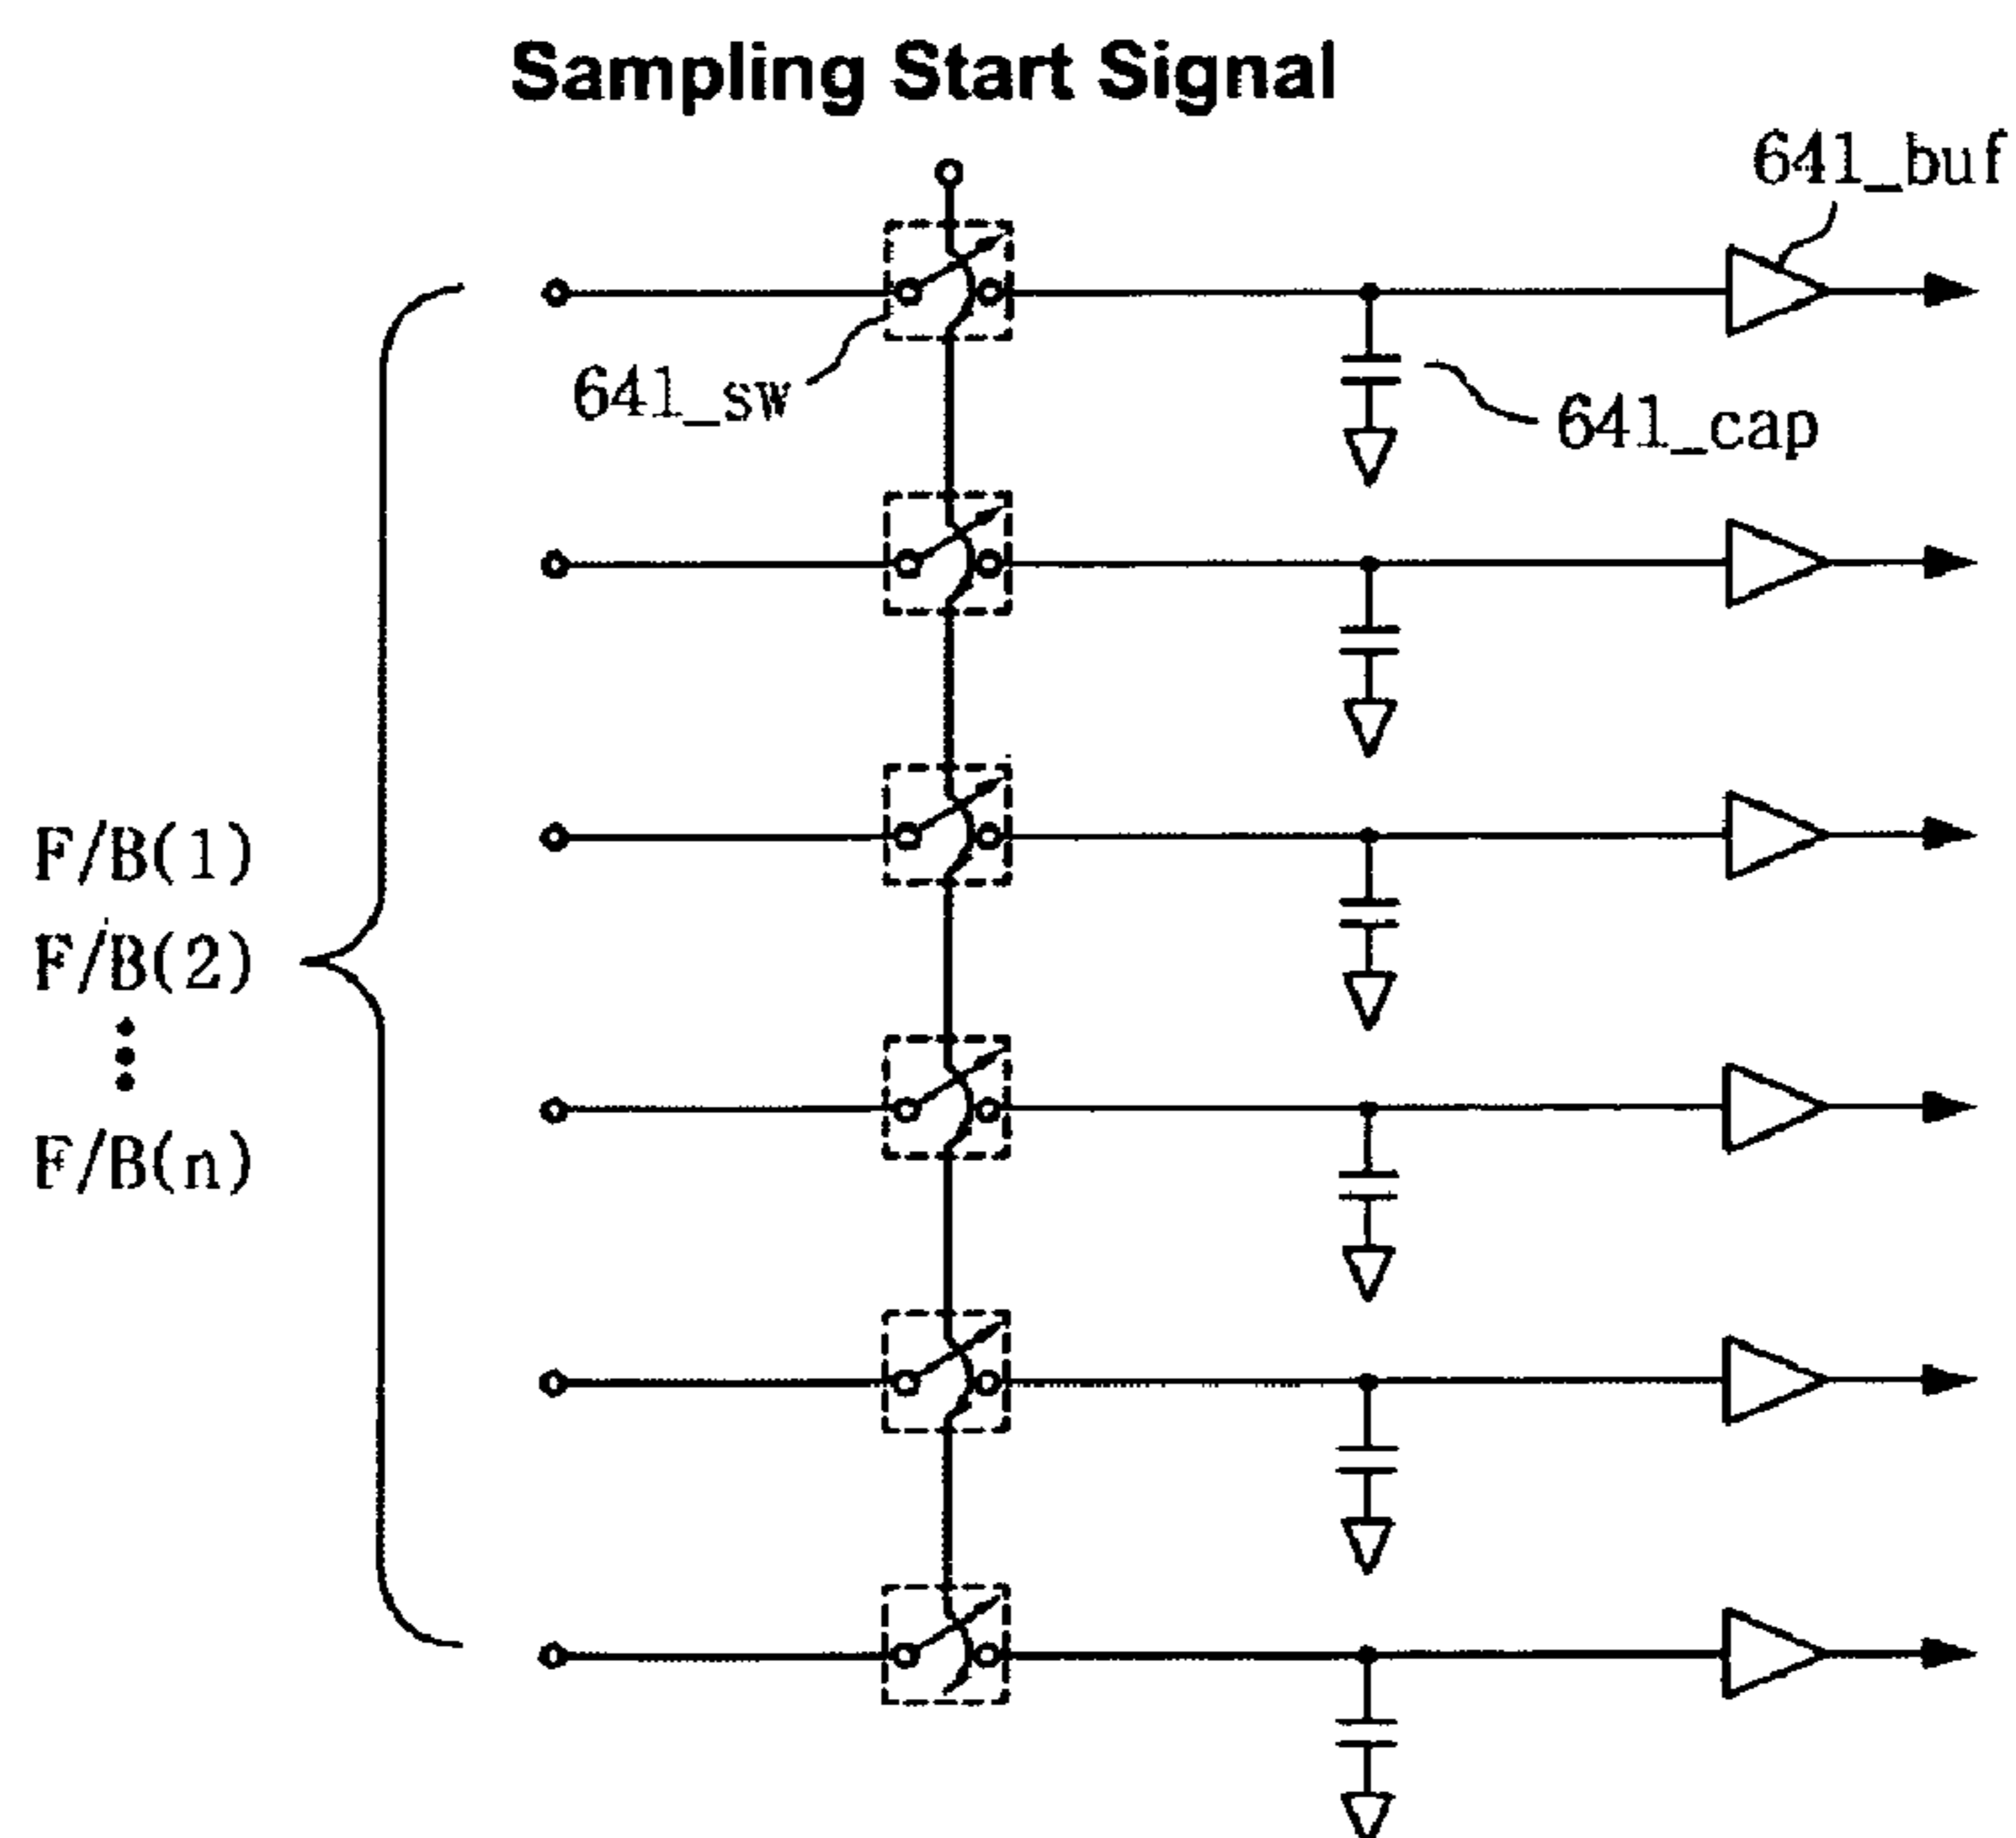 Sampling Start Signal
641_buf
641_sw
641_cap
F/B(1)
F/B(2)
F/B(n)